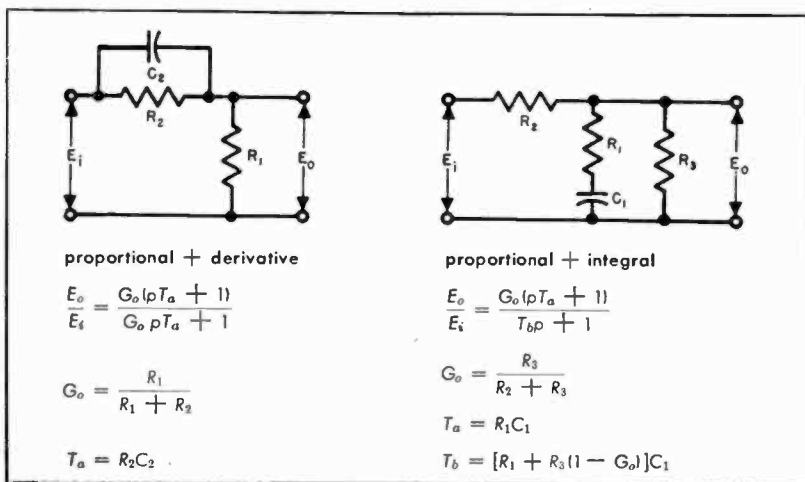 C₂
R₂
R₁
Eᵢ
Eₒ
proportional + derivative
Eₒ/Eᵢ = Gₒ(pTₐ + 1)/Gₒ pTₐ + 1
Gₒ = R₁/R₁ + R₂
Tₐ = R₂C₂
R₂
R₁
R₃
C₁
Eᵢ
Eₒ
proportional + integral
Eₒ/Eᵢ = Gₒ(pTₐ + 1)/T_b p + 1
Gₒ = R₃/R₂ + R₃
Tₐ = R₁C₁
T_b = [R₁ + R₃(1 − Gₒ)]C₁